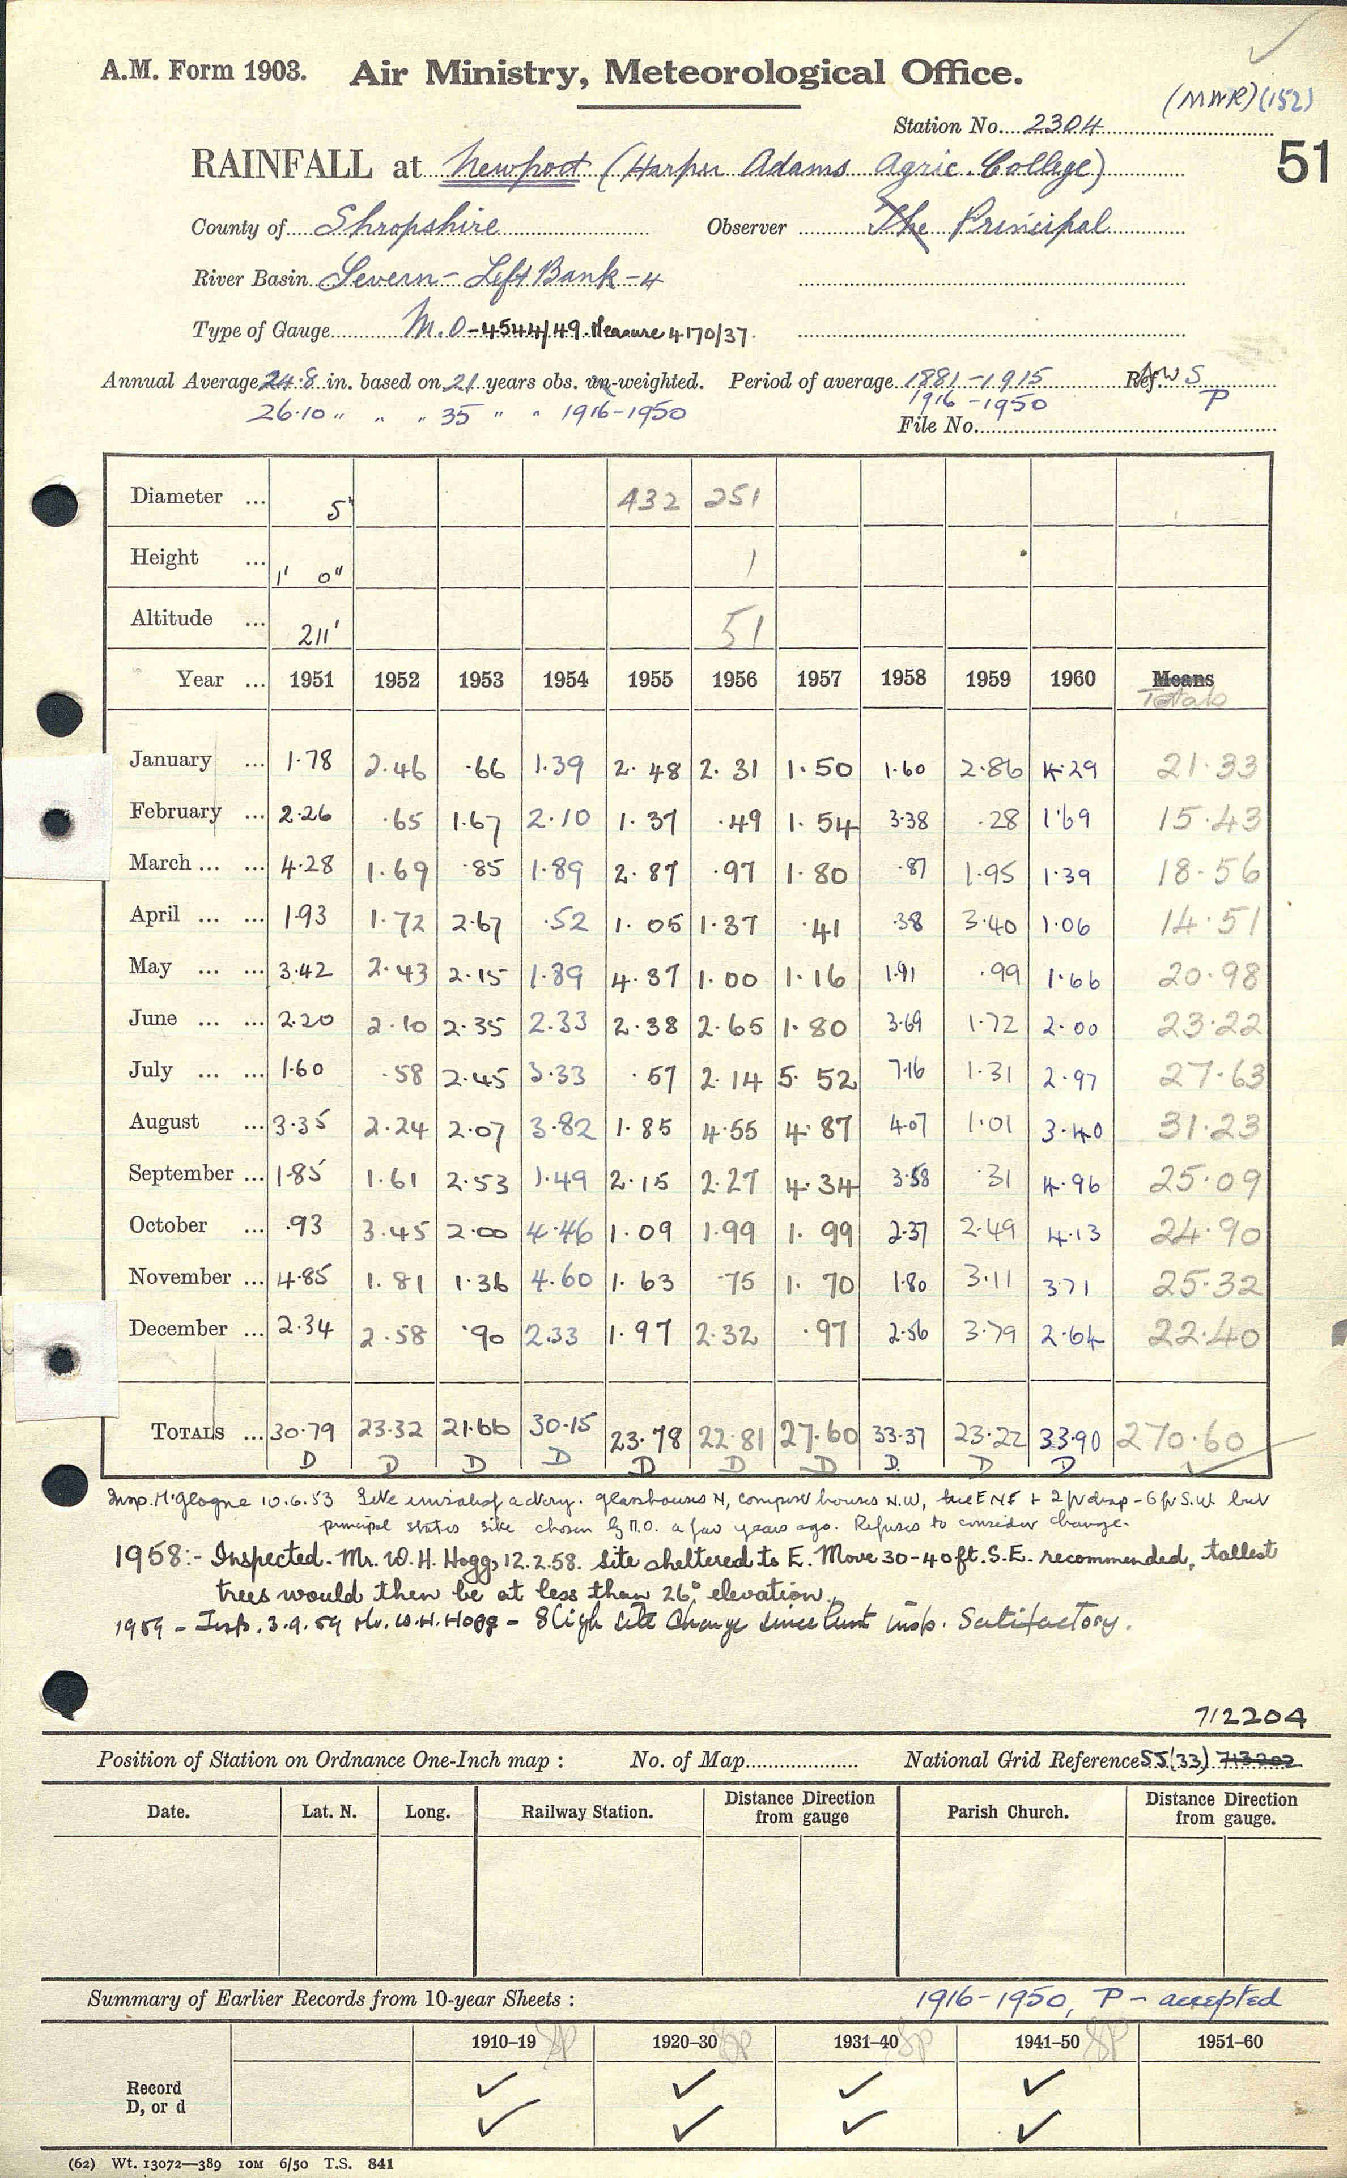 A.M. Form 1903. Air Ministry, Meteorological Office.
(MWR) (152)
Station No. 2304
51
RAINFALL at Newport (Harper Adams Agric. College)
County of Shropshire Observer The Principal
River Basin Severn - Left Bank - 4
Type of Gauge M.O - 4544/49. Measure 4170/37
Annual Average 24.8 in. based on 21 years obs. un-weighted. Period of average 1881-1915 Ref. S
26.10 " " " 35 " " 1916-1950 1916-1950 P
File No.
Diameter ... 5" 432 251
Height ... 1' 0" 1
Altitude ... 211' 51
Year ... 1951 1952 1953 1954 1955 1956 1957 1958 1959 1960 Means
Totals
January ... 1.78 2.46 .66 1.39 2.48 2.31 1.50 1.60 2.86 4.29 21.33
February ... 2.26 .65 1.67 2.10 1.37 .49 1.54 3.38 .28 1.69 15.43
March ... ... 4.28 1.69 .85 1.89 2.87 .97 1.80 .87 1.95 1.39 18.56
April ... ... 1.93 1.72 2.67 .52 1.05 1.37 .41 .38 3.40 1.06 14.51
May ... ... 3.42 2.43 2.15 1.89 4.37 1.00 1.16 1.91 .99 1.66 20.98
June ... ... 2.20 2.10 2.35 2.33 2.38 2.65 1.80 3.69 1.72 2.00 23.22
July ... ... 1.60 .58 2.45 3.33 .57 2.14 5.52 7.16 1.31 2.97 27.63
August ... 3.35 2.24 2.07 3.82 1.85 4.55 4.87 4.07 1.01 3.40 31.23
September ... 1.85 1.61 2.53 1.49 2.15 2.27 4.34 3.58 .31 4.96 25.09
October ... .93 3.45 2.00 4.46 1.09 1.99 1.99 2.37 2.49 4.13 24.90
November ... 4.85 1.81 1.36 4.60 1.63 .75 1.70 1.80 3.11 3.71 25.32
December ... 2.34 2.58 .90 2.33 1.97 2.32 .97 2.56 3.79 2.64 22.40
TOTALS ... 30.79 23.32 21.66 30.15 23.78 22.81 27.60 33.37 23.22 33.90 270.60
D D D D D D D D D D
Insp. 10.6.53 Site unsatisfactory. glasshouses N, compost houses N.W, tree ENE + 2 ft drop - 6 ft S.W. but
principal states site chosen by M.O. a few years ago. Refuses to consider change.
1958:- Inspected. Mr. W. H. Hogg, 12.2.58. Site sheltered to E. Move 30-40ft. S.E. recommended, tallest
trees would then be at less than 26° elevation.
1959 - Insp. 3.9.59 Mr. W.H. Hogg - Sligh site change since last insp. Satisfactory.
712204
Position of Station on Ordnance One-Inch map : No. of Map National Grid Reference SJ (33) 713202
Date. Lat. N. Long. Railway Station. Distance Direction from gauge Parish Church. Distance Direction from gauge.
Summary of Earlier Records from 10-year Sheets : 1916-1950, P - accepted
1910–19 1920–30 1931–40 1941–50 1951–60
Record ✓ ✓ ✓ ✓
D, or d ✓ ✓ ✓ ✓
(62) Wt. 13072—389 10M 6/50 T.S. 841